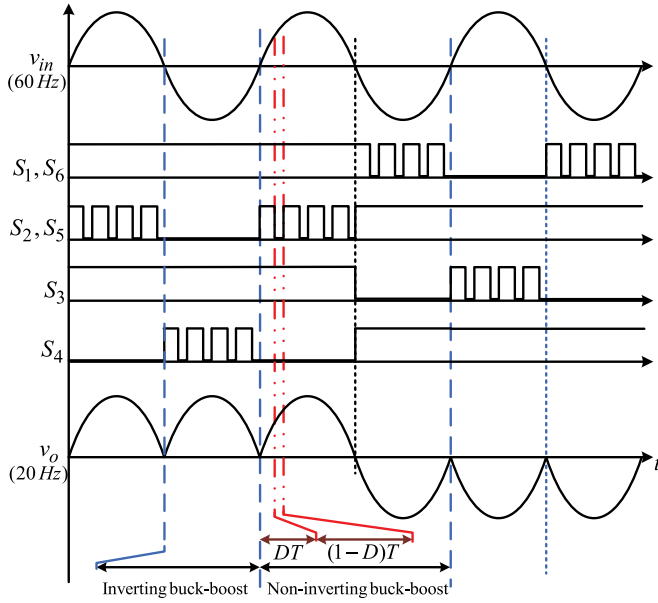 v_in
(60 Hz)
S_1, S_6
S_2, S_5
S_3
S_4
v_o
(20 Hz)
t
DT
(1−D)T
Inverting buck-boost
Non-inverting buck-boost